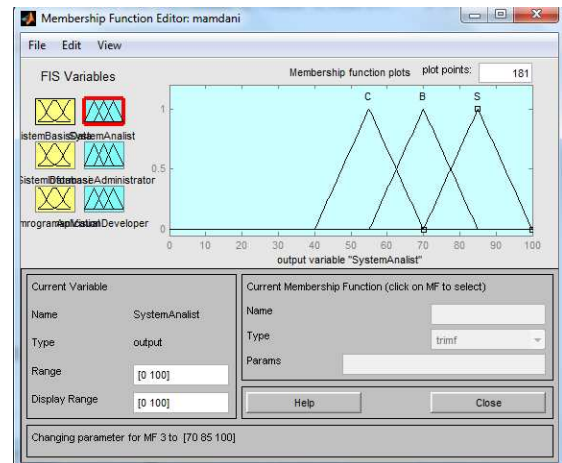 Membership Function Editor: mamdani
File Edit View
FIS Variables
Membership function plots plot points: 181
C B S
1
0.5
0
0 10 20 30 40 50 60 70 80 90 100
output variable "SystemAnalist"
Current Variable
Name SystemAnalist
Type output
Range [0 100]
Display Range [0 100]
Current Membership Function (click on MF to select)
Name
Type trimf
Params
Help Close
Changing parameter for MF 3 to [70 85 100]